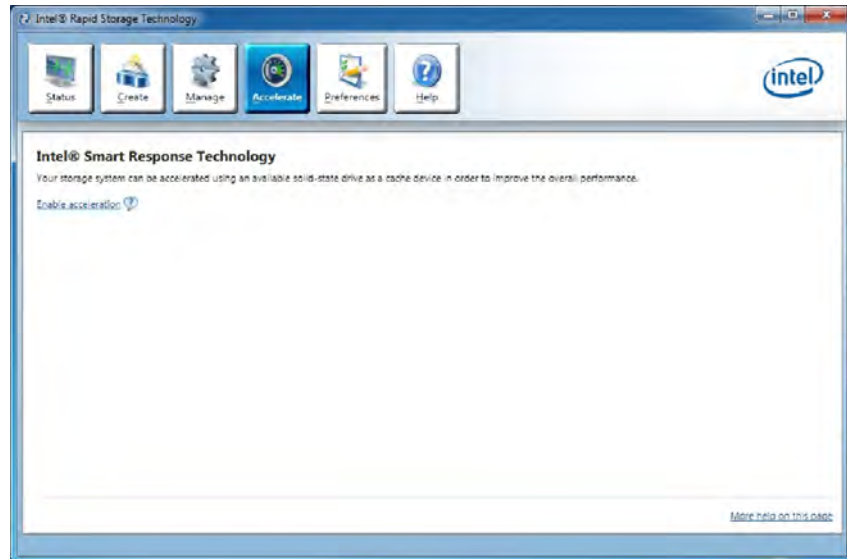 Intel® Rapid Storage Technology
Status
Create
Manage
Accelerate
Preferences
Help
intel
Intel® Smart Response Technology
Your storage system can be accelerated using an available solid-state drive as a cache device in order to improve the overall performance.
Enable acceleration ?
More help on this page